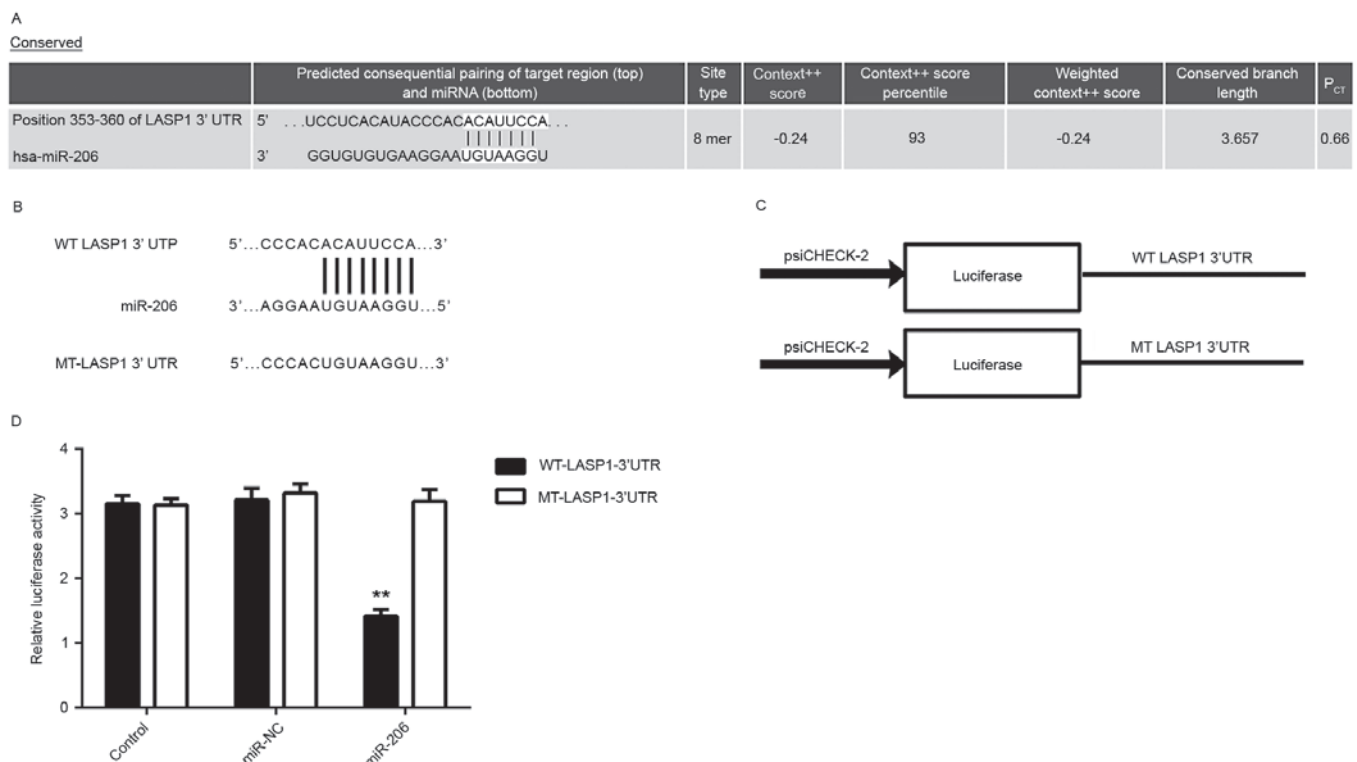 A
Conserved
Predicted consequential pairing of target region (top) and miRNA (bottom)
Site type
Context++ score
Context++ score percentile
Weighted context++ score
Conserved branch length
PCT
Position 353-360 of LASP1 3' UTR 5' ...UCCUCACAUACCCACACAUUCCA...
hsa-miR-206 3' GGUGUGUGAAGGAAUGUAAGGU
8 mer -0.24 93 -0.24 3.657 0.66
B
WT LASP1 3' UTP 5'...CCCACACAUUCCA...3'
miR-206 3'...AGGAAUGUAAGGU...5'
MT-LASP1 3' UTR 5'...CCCACUGUAAGGU...3'
C
psiCHECK-2 Luciferase WT LASP1 3'UTR
psiCHECK-2 Luciferase MT LASP1 3'UTR
D
Relative luciferase activity
4
3
2
1
0
**
Control
miR-NC
miR-206
WT-LASP1-3'UTR
MT-LASP1-3'UTR